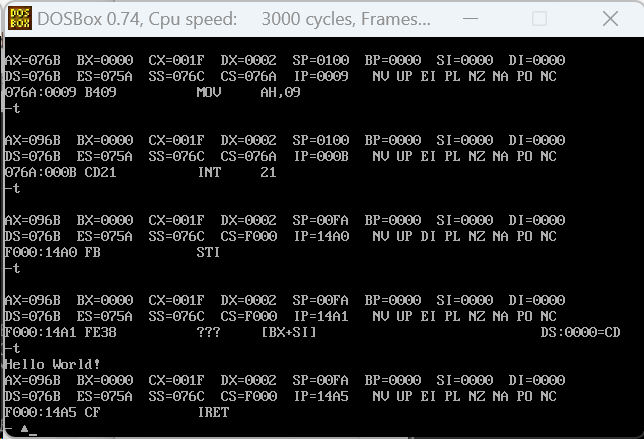 DOS
BOX
DOSBox 0.74, Cpu speed:    3000 cycles, Frames...
AX=076B  BX=0000  CX=001F  DX=0002  SP=0100  BP=0000  SI=0000  DI=0000
DS=076B  ES=075A  SS=076C  CS=076A  IP=0009   NV UP EI PL NZ NA PO NC
076A:0009 B409          MOV     AH,09
-t
AX=096B  BX=0000  CX=001F  DX=0002  SP=0100  BP=0000  SI=0000  DI=0000
DS=076B  ES=075A  SS=076C  CS=076A  IP=000B   NV UP EI PL NZ NA PO NC
076A:000B CD21          INT     21
-t
AX=096B  BX=0000  CX=001F  DX=0002  SP=00FA  BP=0000  SI=0000  DI=0000
DS=076B  ES=075A  SS=076C  CS=F000  IP=14A0   NV UP DI PL NZ NA PO NC
F000:14A0 FB            STI
-t
AX=096B  BX=0000  CX=001F  DX=0002  SP=00FA  BP=0000  SI=0000  DI=0000
DS=076B  ES=075A  SS=076C  CS=F000  IP=14A1   NV UP EI PL NZ NA PO NC
F000:14A1 FE38          ???     [BX+SI]                            DS:0000=CD
-t
Hello World!
AX=096B  BX=0000  CX=001F  DX=0002  SP=00FA  BP=0000  SI=0000  DI=0000
DS=076B  ES=075A  SS=076C  CS=F000  IP=14A5   NV UP EI PL NZ NA PO NC
F000:14A5 CF            IRET
- ▲_